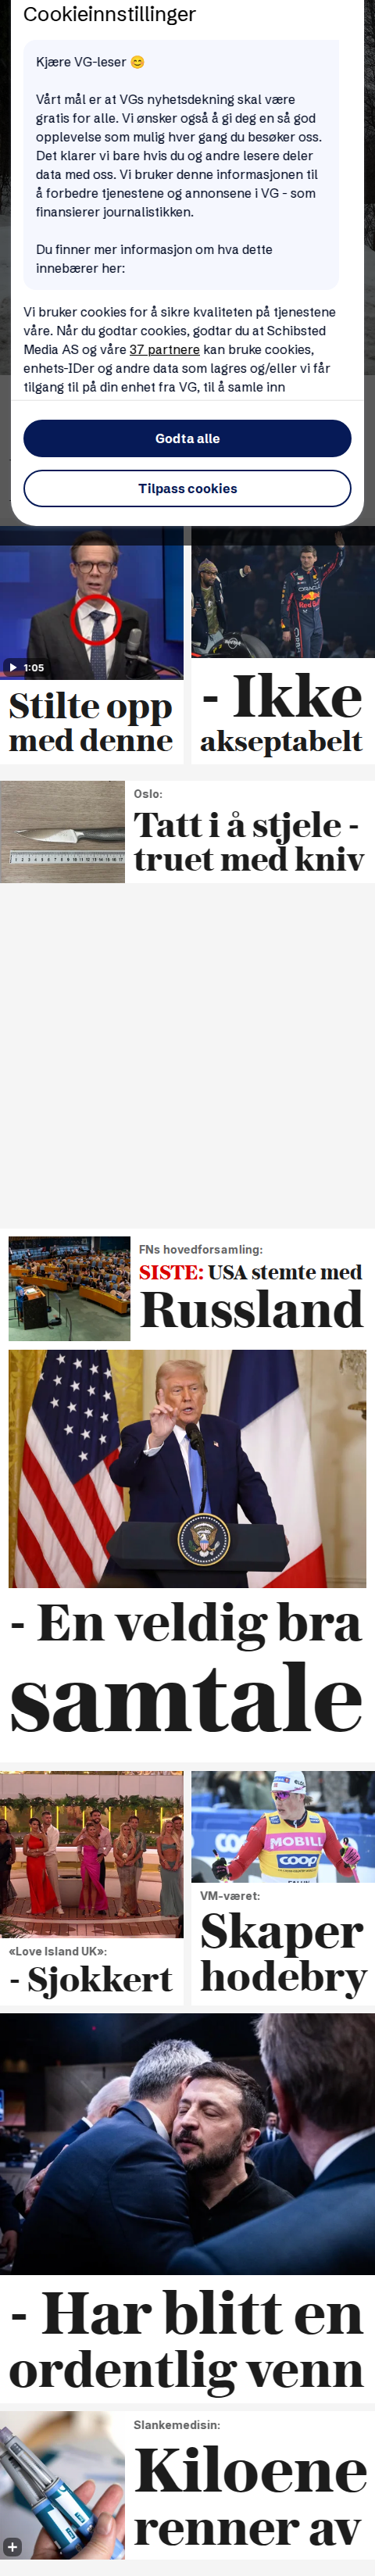 Cookieinnstillinger
Kjære VG-leser 😊
Vårt mål er at VGs nyhetsdekning skal være
gratis for alle. Vi ønsker også å gi deg en så god
opplevelse som mulig hver gang du besøker oss.
Det klarer vi bare hvis du og andre lesere deler
data med oss. Vi bruker denne informasjonen til
å forbedre tjenestene og annonsene i VG - som
finansierer journalistikken.
Du finner mer informasjon om hva dette
innebærer her:
Vi bruker cookies for å sikre kvaliteten på tjenestene
våre. Når du godtar cookies, godtar du at Schibsted
Media AS og våre 37 partnere kan bruke cookies,
enhets-IDer og andre data som lagres og/eller vi får
tilgang til på din enhet fra VG, til å samle inn
Godta alle
Tilpass cookies
1:05
Stilte opp
med denne
Red Bull
ORACLE
- Ikke
akseptabelt
Oslo:
Tatt i å stjele -
truet med kniv
FNs hovedforsamling:
SISTE: USA stemte med
Russland
- En veldig bra
samtale
«Love Island UK»:
- Sjokkert
MOBILL
coop
VM-været:
Skaper
hodebry
- Har blitt en
ordentlig venn
Slankemedisin:
Kiloene
renner av